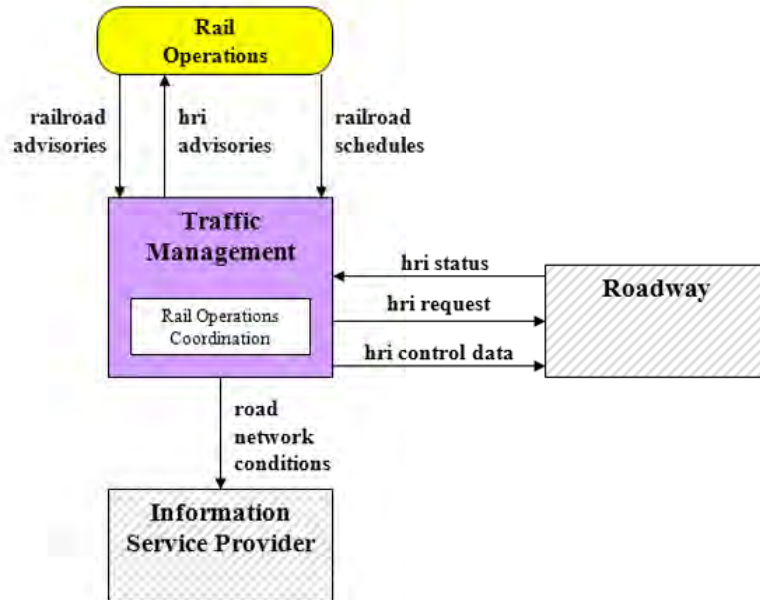 Rail
Operations
railroad
advisories
hri
advisories
railroad
schedules
Traffic
Management
Rail Operations
Coordination
hri status
hri request
hri control data
Roadway
road
network
conditions
Information
Service Provider